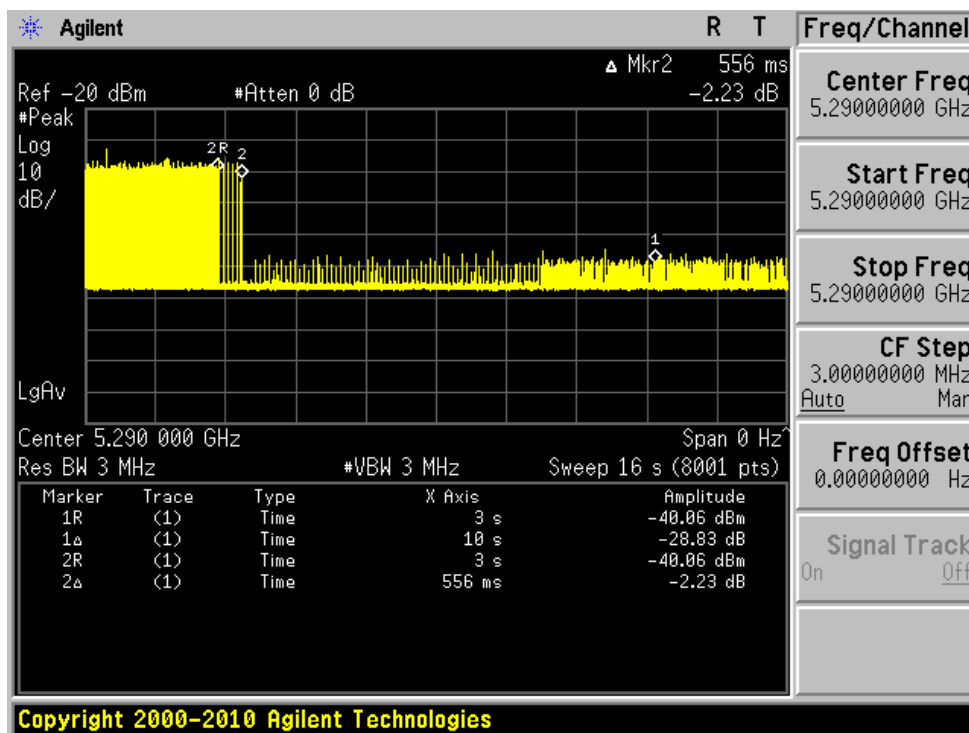 Agilent R T
Freq/Channel
▵ Mkr2 556 ms
Ref -20 dBm #Atten 0 dB -2.23 dB
#Peak
Log
10
dB/
2R 2
1
LgAv
Center 5.290 000 GHz Span 0 Hz^
Res BW 3 MHz #VBW 3 MHz Sweep 16 s (8001 pts)
Marker Trace Type X Axis Amplitude
1R (1) Time 3 s -40.06 dBm
1▵ (1) Time 10 s -28.83 dB
2R (1) Time 3 s -40.06 dBm
2▵ (1) Time 556 ms -2.23 dB
Center Freq
5.29000000 GHz
Start Freq
5.29000000 GHz
Stop Freq
5.29000000 GHz
CF Step
3.00000000 MHz
Auto Man
Freq Offset
0.00000000 Hz
Signal Track
On Off
Copyright 2000-2010 Agilent Technologies